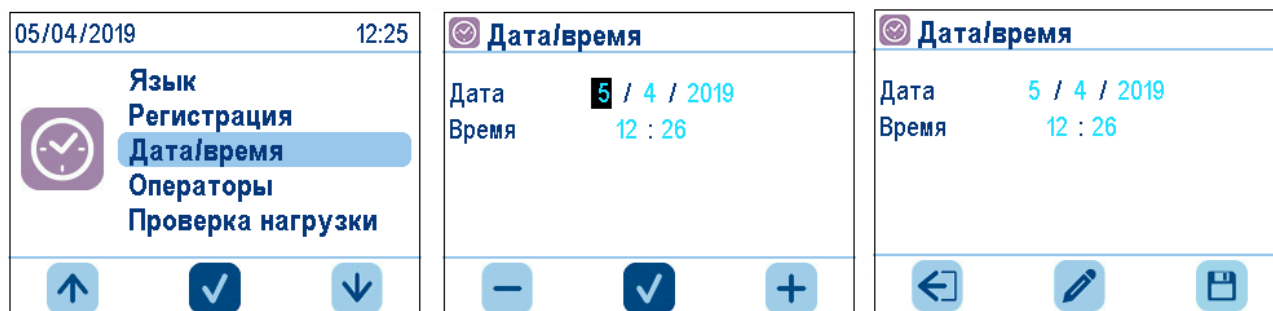 05/04/2019 12:25
Язык
Регистрация
Дата/время
Операторы
Проверка нагрузки
Дата/время
Дата 5 / 4 / 2019
Время 12 : 26
Дата/время
Дата 5 / 4 / 2019
Время 12 : 26